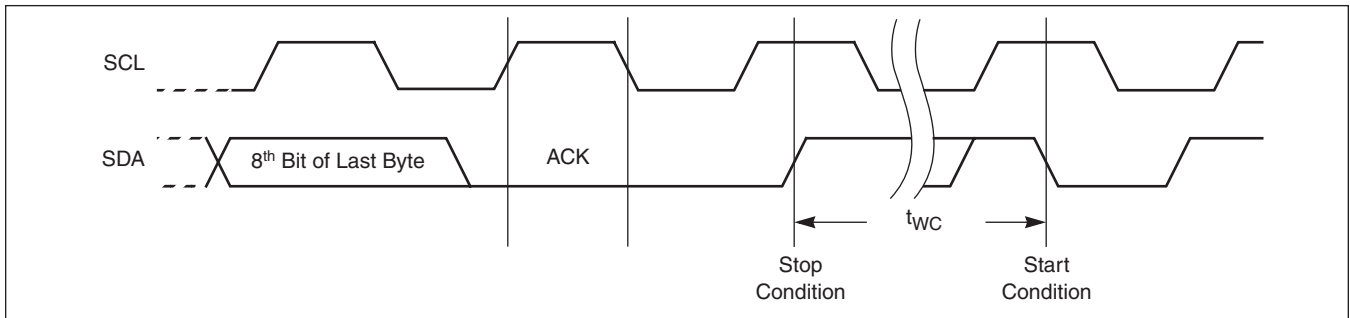 SCL
SDA
8th Bit of Last Byte
ACK
tWC
Stop
Condition
Start
Condition